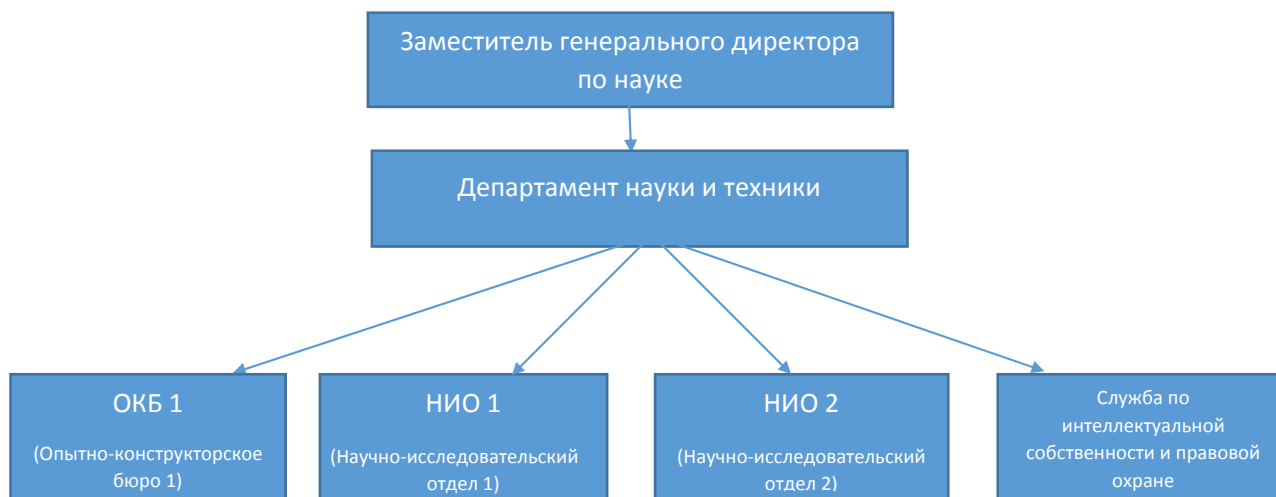 Заместитель генерального директора
по науке
Департамент науки и техники
ОКБ 1
(Опытно-конструкторское
бюро 1)
НИО 1
(Научно-исследовательский
отдел 1)
НИО 2
(Научно-исследовательский
отдел 2)
Служба по
интеллектуальной
собственности и правовой
охране